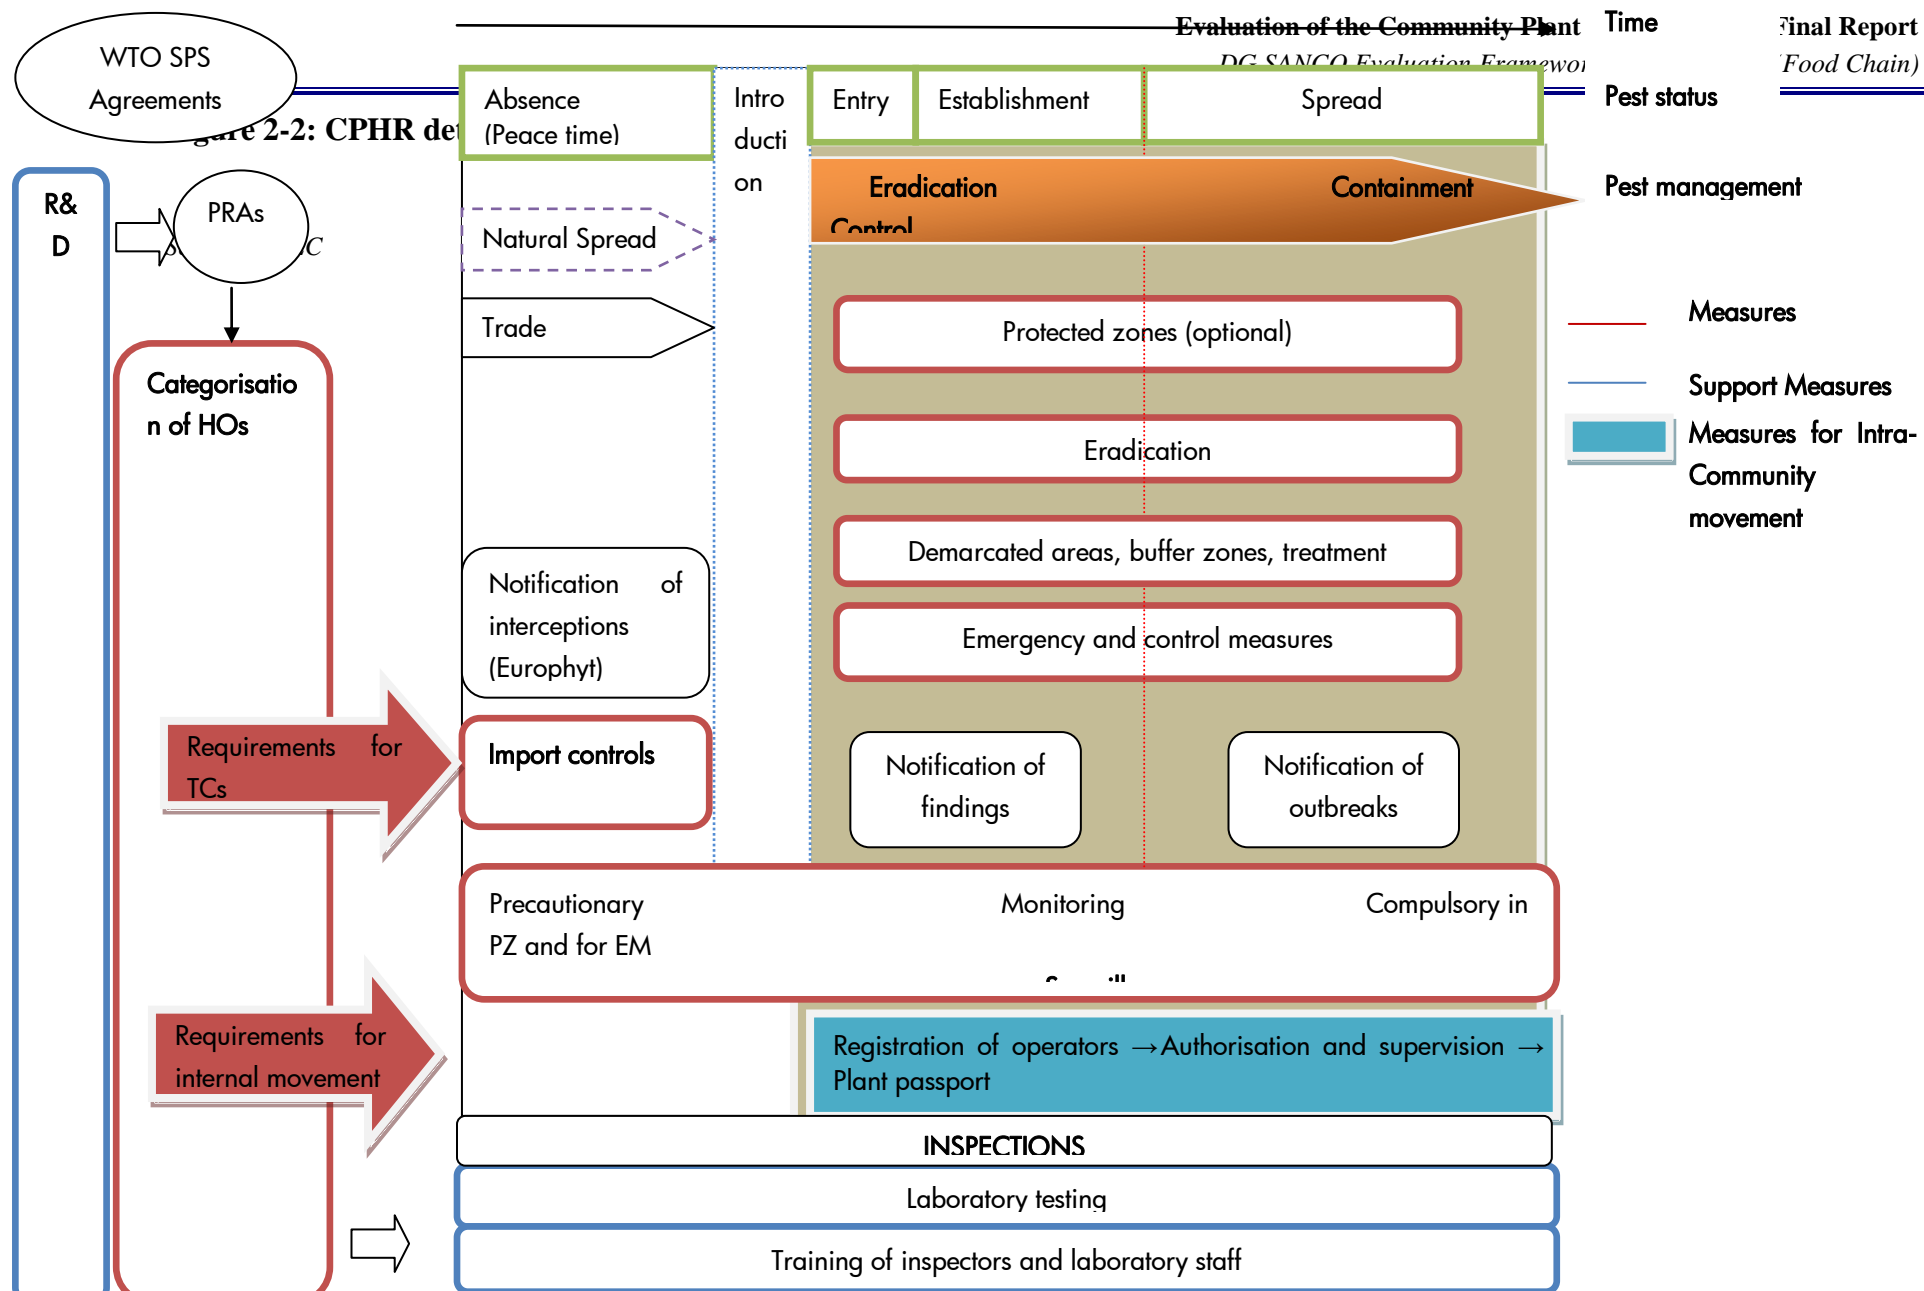 Evaluation of the Community Plant
Final Report
DG SANCO Evaluation Framewor
(Food Chain)
WTO SPS
Agreements
gure 2-2: CPHR det
Time
Pest status
Pest management
Absence
(Peace time)
Intro
ducti
on
Entry
Establishment
Spread
Eradication
Containment
Control
R&
D
PRAs
C
Natural Spread
Trade
Categorisatio
n of HOs
Protected zones (optional)
Eradication
Demarcated areas, buffer zones, treatment
Emergency and control measures
Measures
Support Measures
Measures for Intra-
Community
movement
Notification of
interceptions
(Europhyt)
Requirements for
TCs
Import controls
Notification of
findings
Notification of
outbreaks
Precautionary Monitoring Compulsory in
PZ and for EM
Requirements for
internal movement
Registration of operators →Authorisation and supervision →
Plant passport
INSPECTIONS
Laboratory testing
Training of inspectors and laboratory staff